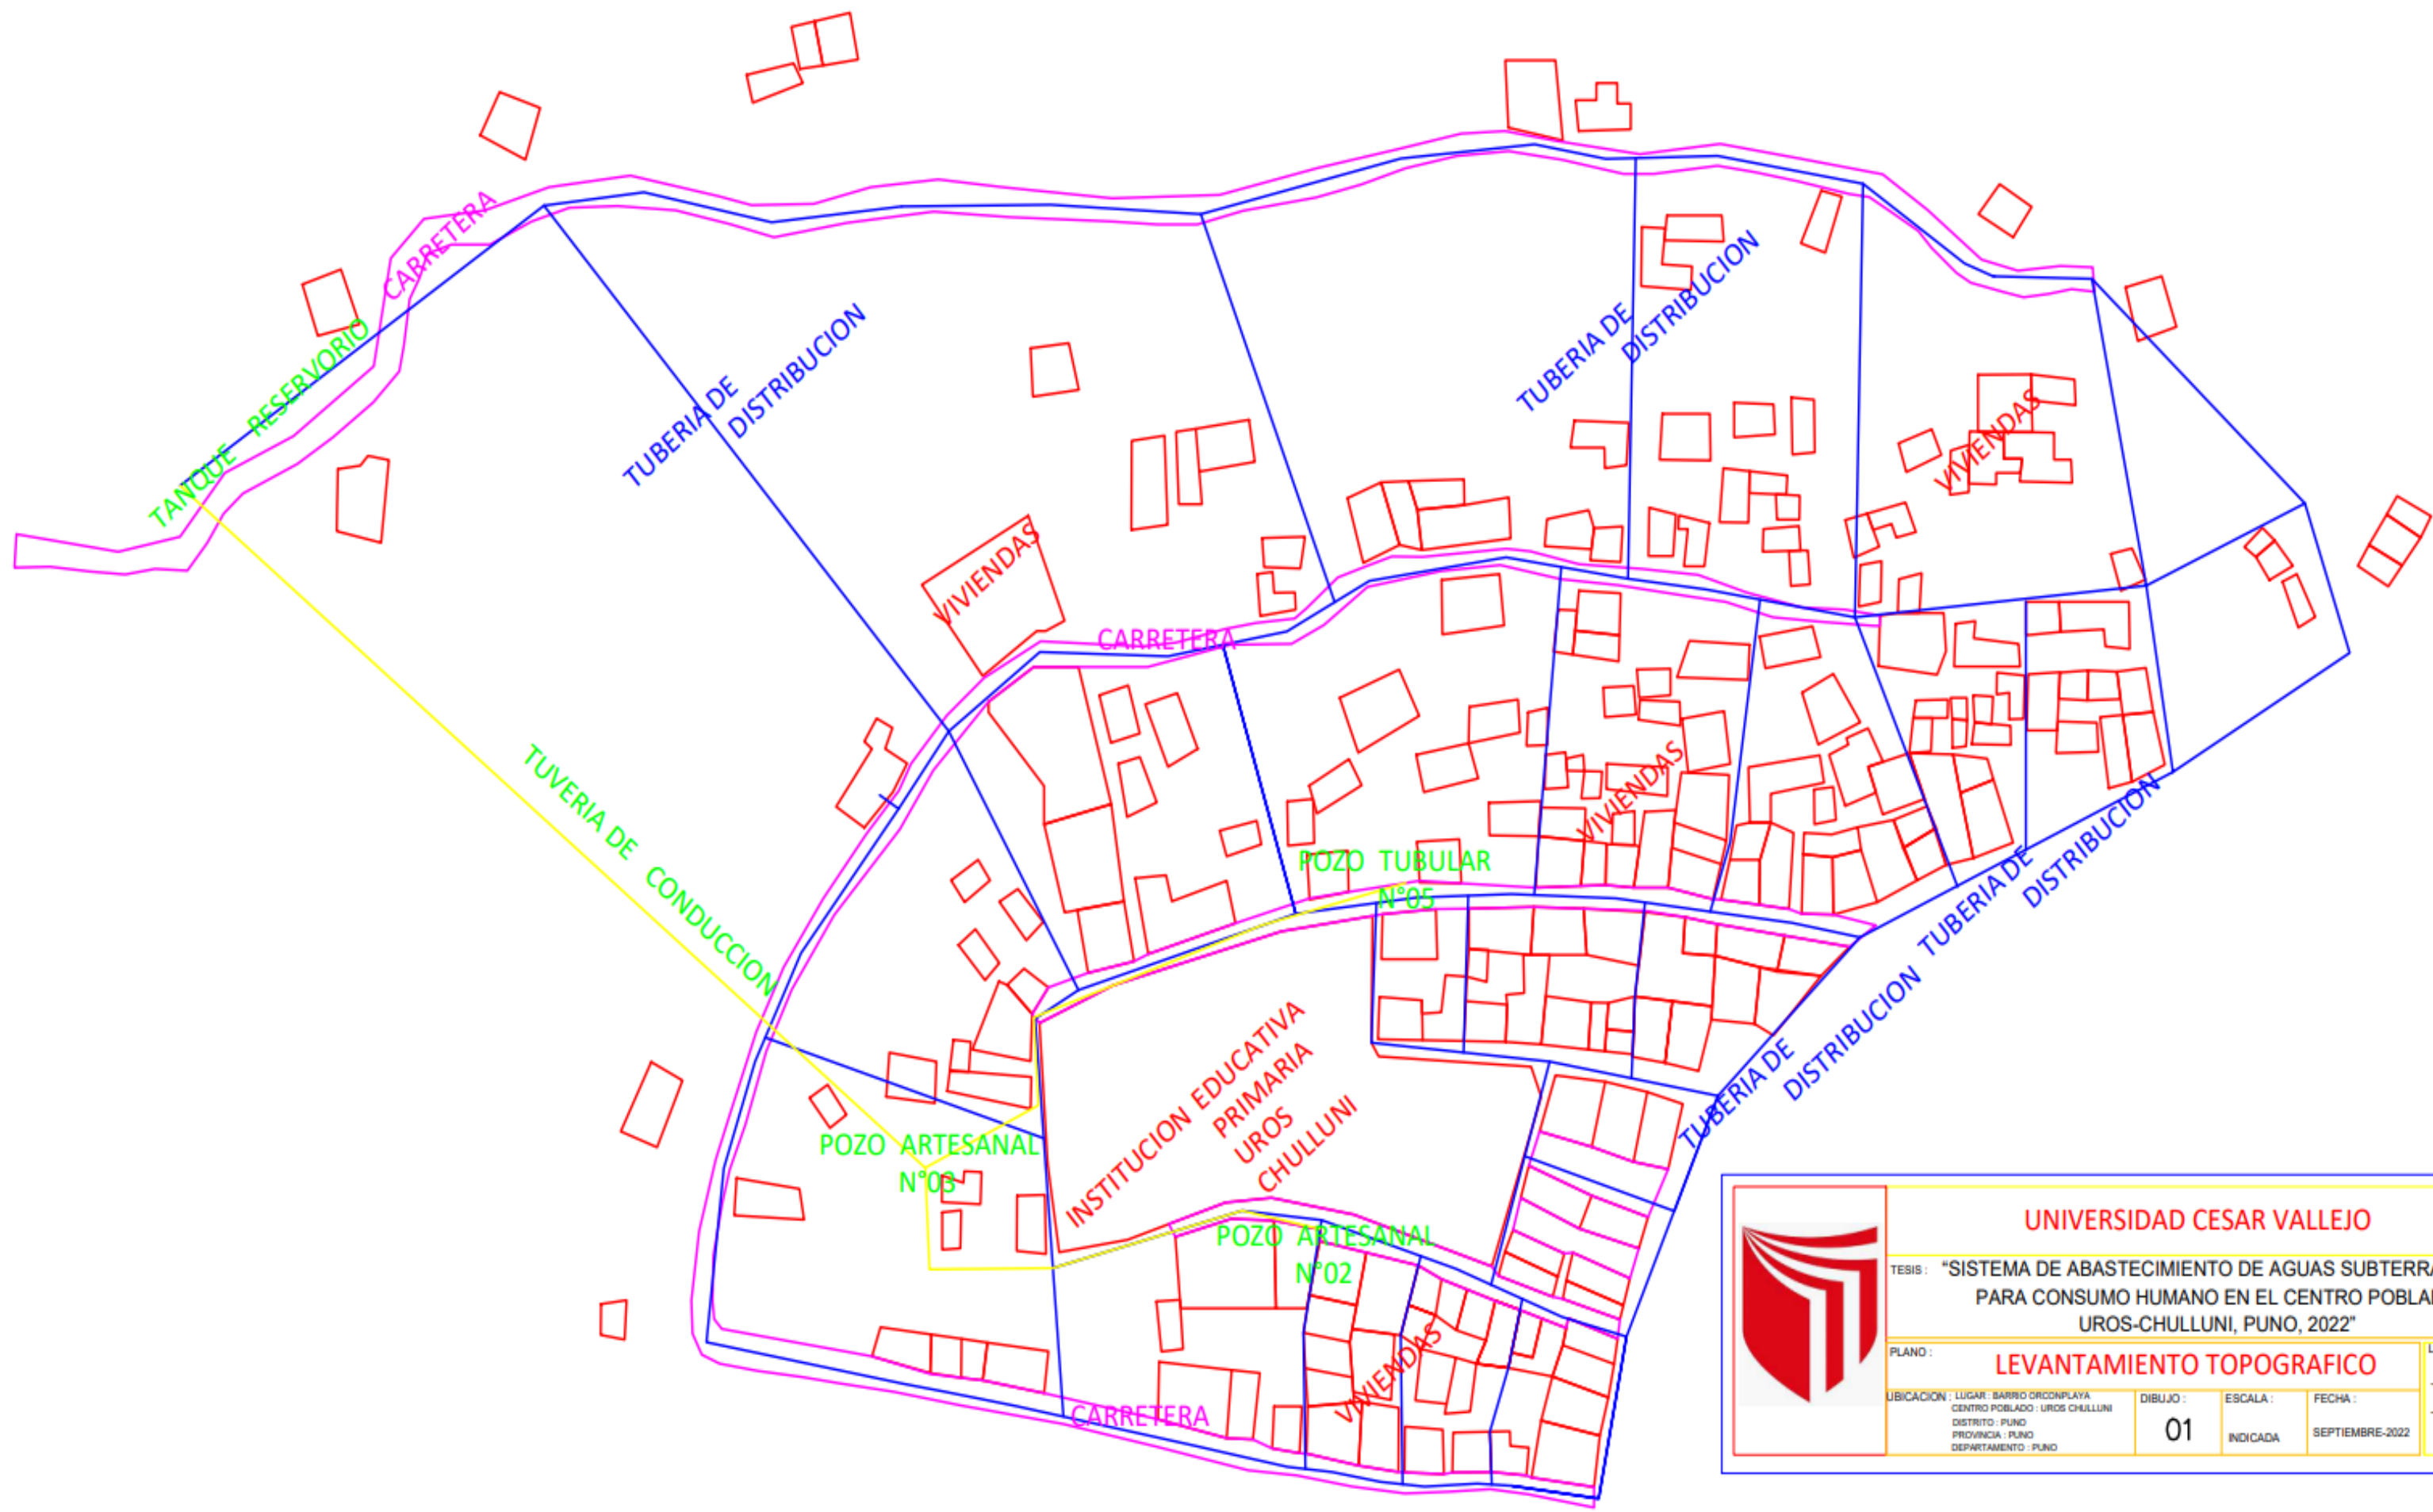 CARRETERA
TANQUE RESERVORIO
TUBERIA DE
DISTRIBUCION
TUBERIA DE
DISTRIBUCION
VIVIENDAS
VIVIENDAS
CARRETERA
TUVERIA DE CONDUCCION
VIVIENDAS
POZO TUBULAR
N°05
TUBERIA DE
DISTRIBUCION
TUBERIA DE
DISTRIBUCION
INSTITUCION EDUCATIVA
PRIMARIA
UROS
CHULLUNI
POZO ARTESANAL
N°03
POZO ARTESANAL
N°02
VIVIENDAS
CARRETERA
UNIVERSIDAD CESAR VALLEJO
TESIS : "SISTEMA DE ABASTECIMIENTO DE AGUAS
PARA CONSUMO HUMANO EN EL CENTRO
UROS-CHULLUNI, PUNO, 2022"
PLANO :
LEVANTAMIENTO TOPOGRAFICO
UBICACION : LUGAR : BARRIO ORCONPLAYA
CENTRO POBLADO : UROS CHULLUNI
DISTRITO : PUNO
PROVINCIA : PUNO
DEPARTAMENTO : PUNO
DIBUJO :
01
ESCALA :
INDICADA
FECHA :
SEPTIEMBRE-2022